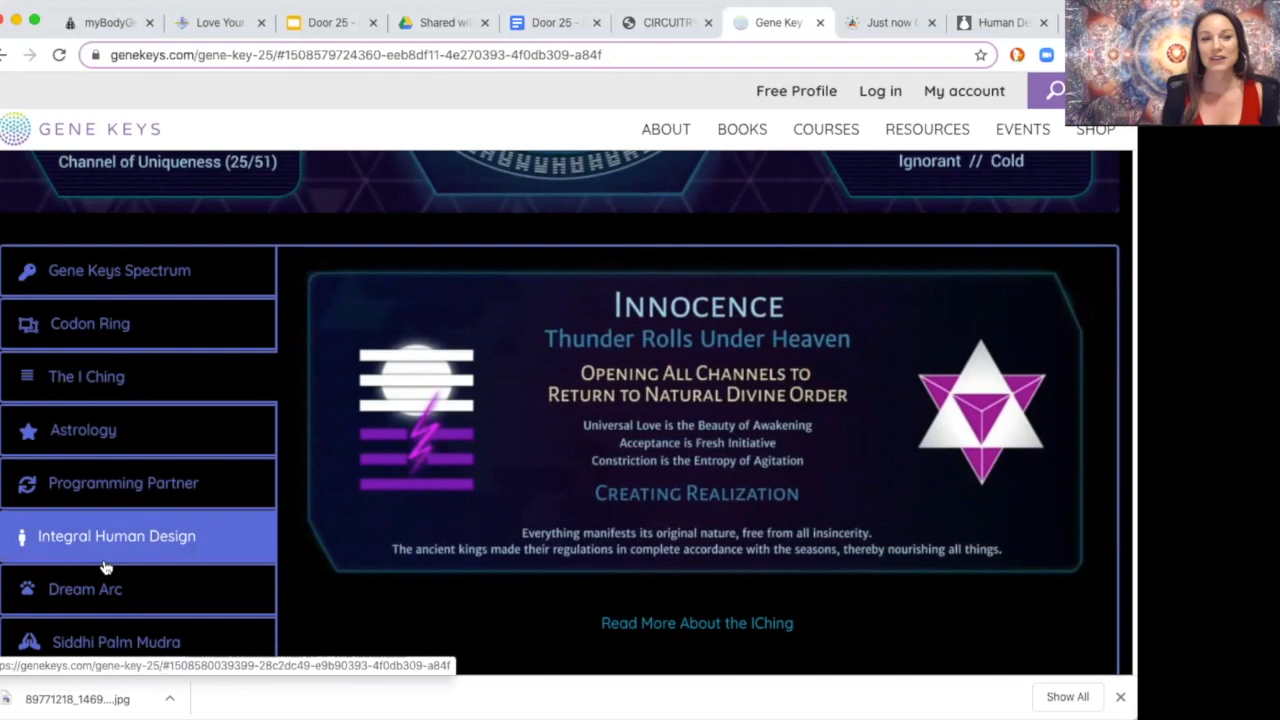 myBodyG
Love Your
Door 25 -
Shared wit
Door 25 -
CIRCUITR
Gene Key
Just now
Human De
genekeys.com/gene-key-25/#1508579724360-eeb8df11-4e270393-4f0db309-a84f
Free Profile
Log in
My account
GENE KEYS
ABOUT
BOOKS
COURSES
RESOURCES
EVENTS
SHOP
Channel of Uniqueness (25/51)
Ignorant // Cold
Gene Keys Spectrum
Codon Ring
The I Ching
Astrology
Programming Partner
Integral Human Design
Dream Arc
Siddhi Palm Mudra
INNOCENCE
Thunder Rolls Under Heaven
OPENING ALL CHANNELS TO
RETURN TO NATURAL DIVINE ORDER
Universal Love is the Beauty of Awakening
Acceptance is Fresh Initiative
Constriction is the Entropy of Agitation
CREATING REALIZATION
Everything manifests its original nature, free from all insincerity.
The ancient kings made their regulations in complete accordance with the seasons, thereby nourishing all things.
Read More About the IChing
ps://genekeys.com/gene-key-25/#1508580039399-28c2dc49-e9b90393-4f0db309-a84f
89771218_1469....jpg
Show All